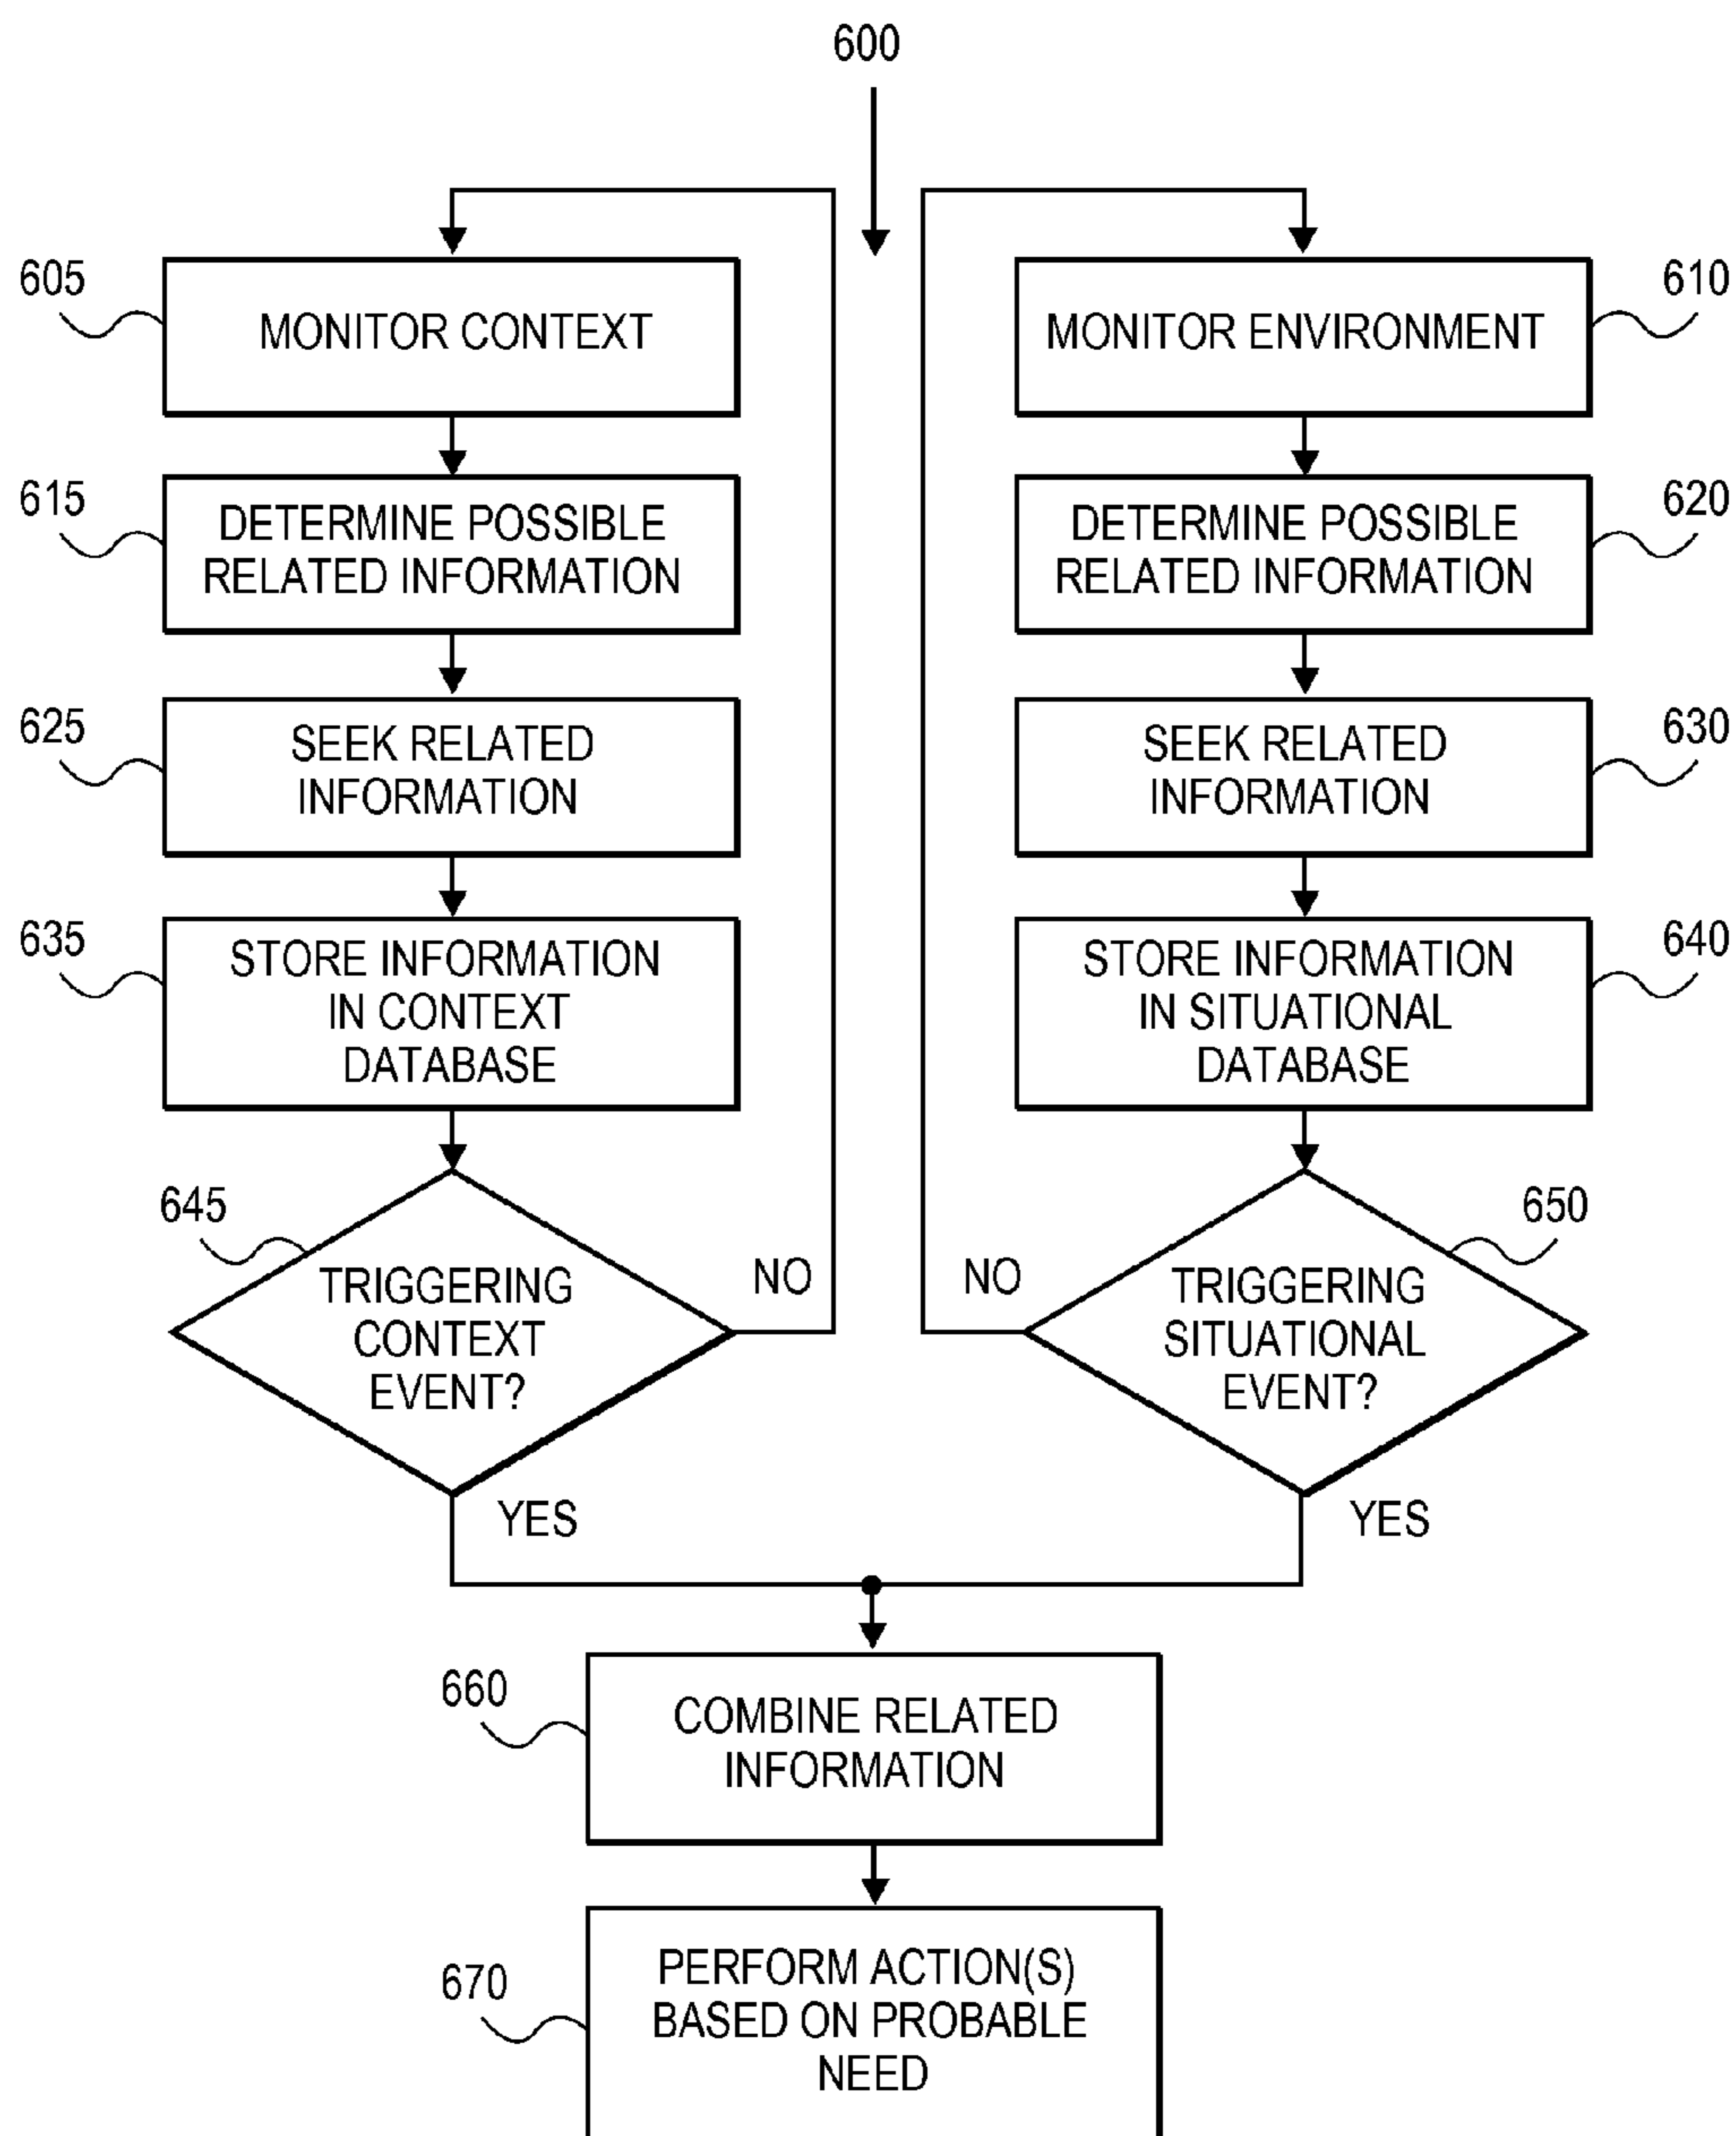 600
605
MONITOR CONTEXT
MONITOR ENVIRONMENT
610
615
DETERMINE POSSIBLE
RELATED INFORMATION
DETERMINE POSSIBLE
RELATED INFORMATION
620
625
SEEK RELATED
INFORMATION
SEEK RELATED
INFORMATION
630
635
STORE INFORMATION
IN CONTEXT
DATABASE
STORE INFORMATION
IN SITUATIONAL
DATABASE
640
645
TRIGGERING
CONTEXT
EVENT?
NO
NO
TRIGGERING
SITUATIONAL
EVENT?
650
YES
YES
660
COMBINE RELATED
INFORMATION
670
PERFORM ACTION(S)
BASED ON PROBABLE
NEED